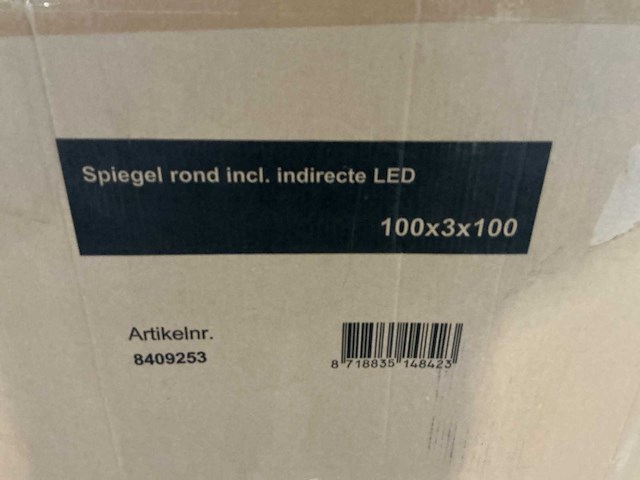 Spiegel rond incl. indirecte LED
100x3x100
Artikelnr.
8409253
8 718835 148423